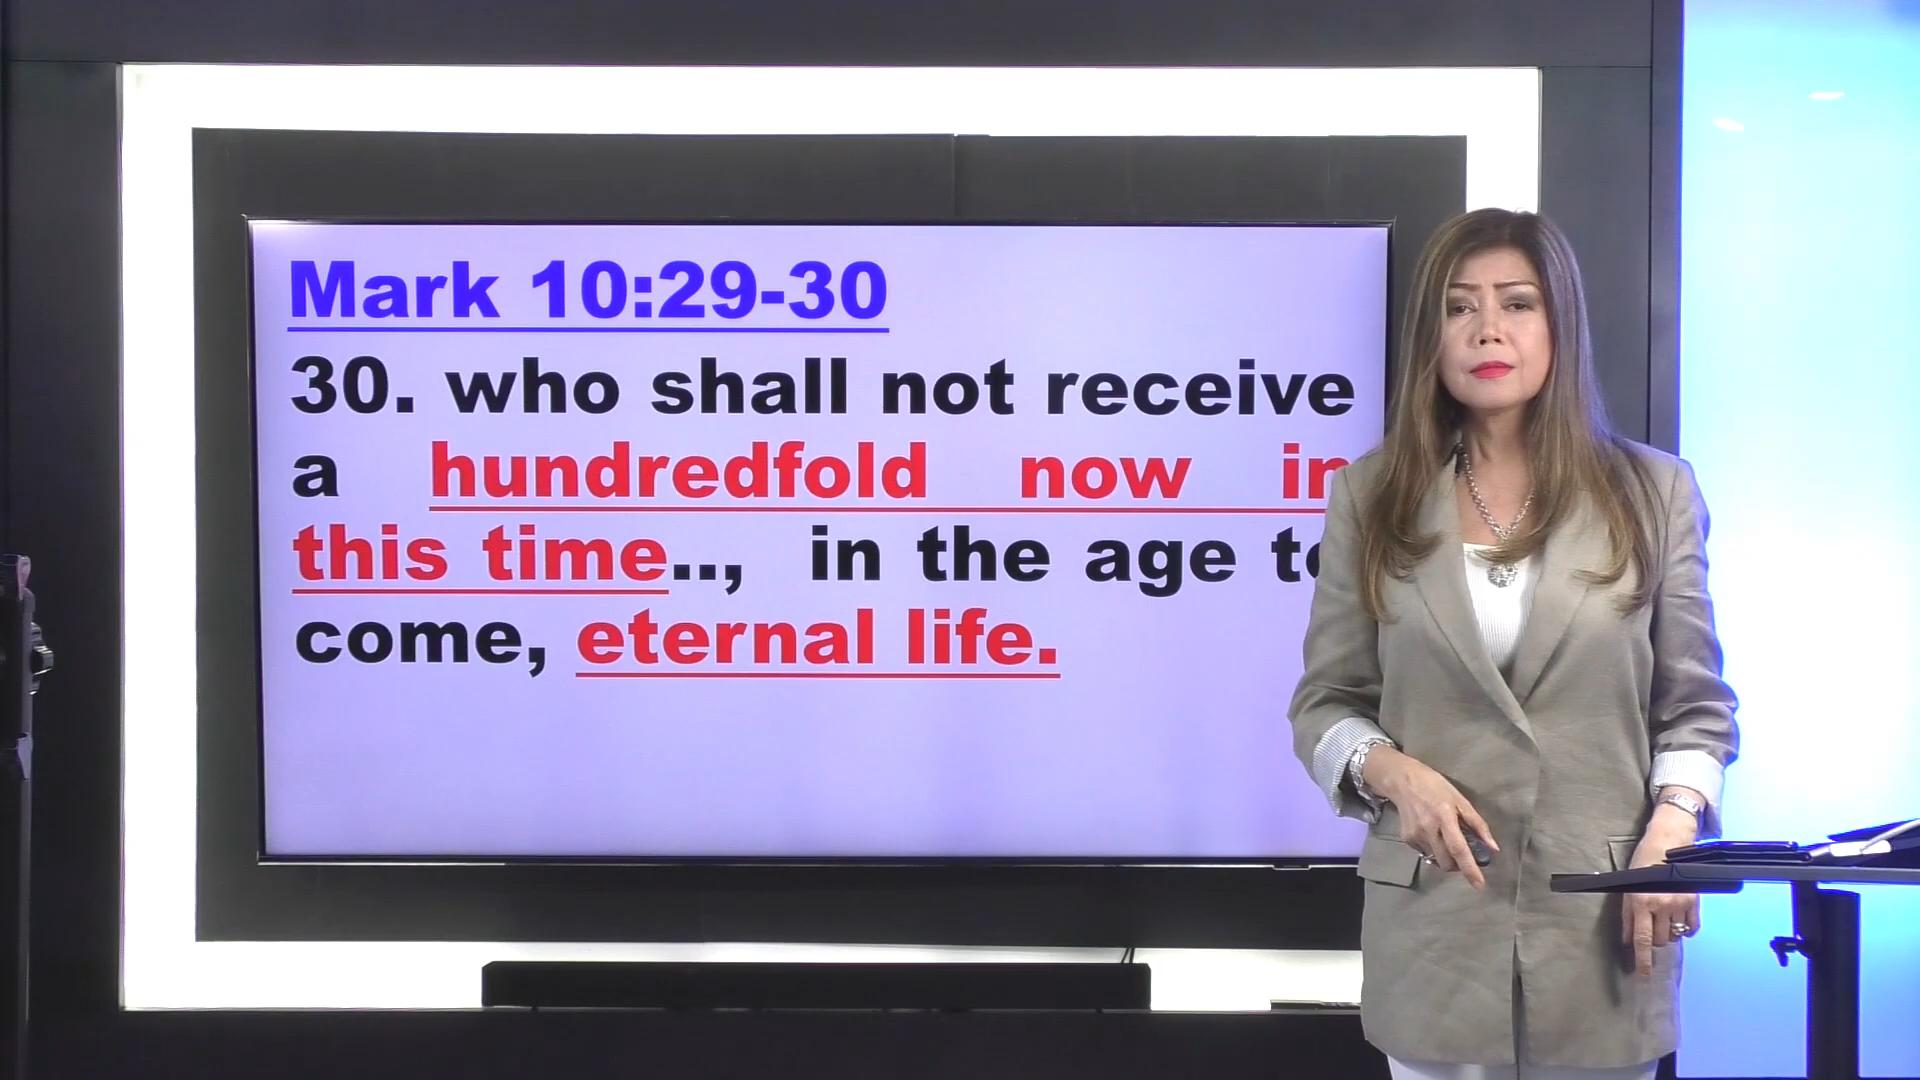 Mark 10:29-30
30. who shall not receive
a hundredfold now in
this time.., in the age to
come, eternal life.